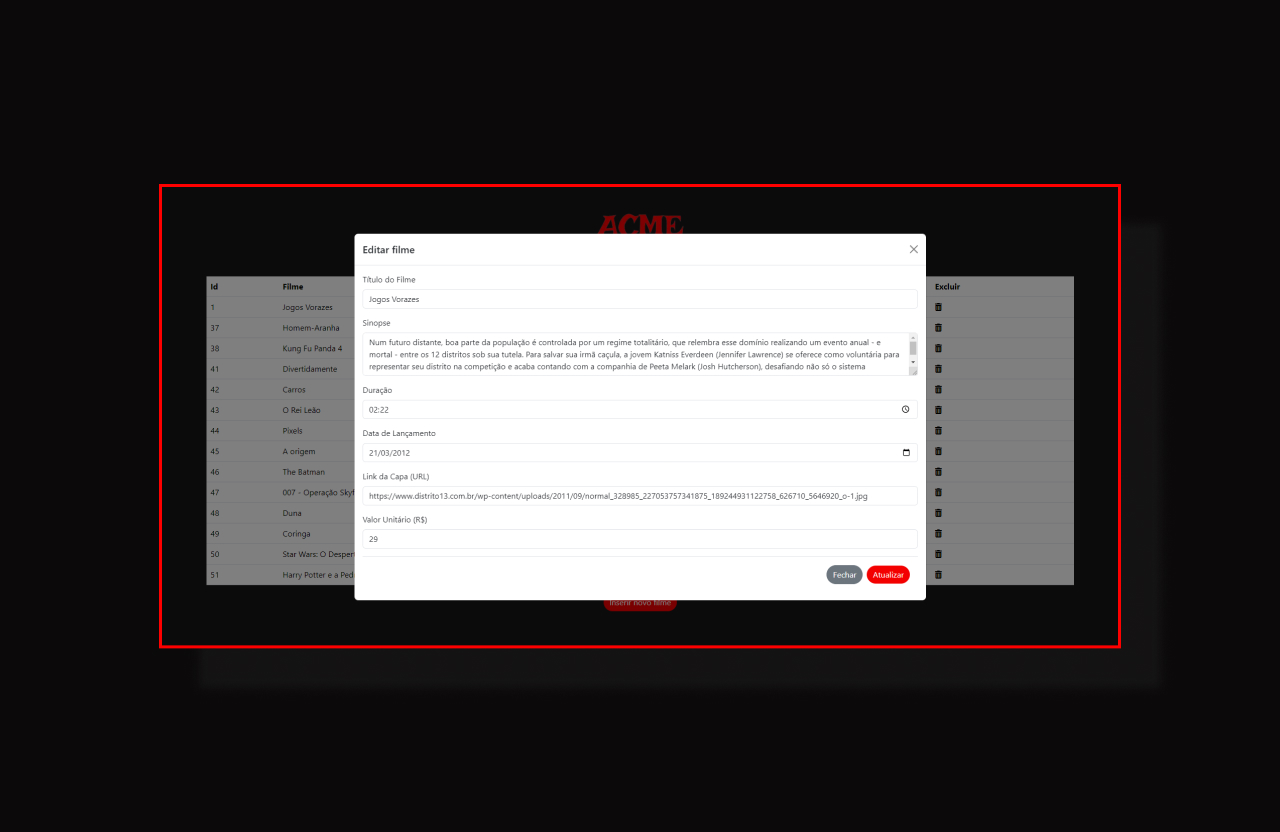 ACME
Editar filme
Título do Filme
Jogos Vorazes
Sinopse
Num futuro distante, boa parte da população é controlada por um regime totalitário, que relembra esse domínio realizando um evento anual - e
mortal - entre os 12 distritos sob sua tutela. Para salvar sua irmã caçula, a jovem Katniss Everdeen (Jennifer Lawrence) se oferece como voluntária para
representar seu distrito na competição e acaba contando com a companhia de Peeta Melark (Josh Hutcherson), desafiando não só o sistema
Duração
02:22
Data de Lançamento
21/03/2012
Link da Capa (URL)
https://www.distrito13.com.br/wp-content/uploads/2011/09/normal_328985_227053757341875_189244931122758_626710_5646920_o-1.jpg
Valor Unitário (R$)
29
Fechar Atualizar
Id Filme Excluir
1 Jogos Vorazes
37 Homem-Aranha
38 Kung Fu Panda 4
41 Divertidamente
42 Carros
43 O Rei Leão
44 Pixels
45 A origem
46 The Batman
47 007 - Operação Skyf
48 Duna
49 Coringa
50 Star Wars: O Despert
51 Harry Potter e a Ped
Inserir novo filme